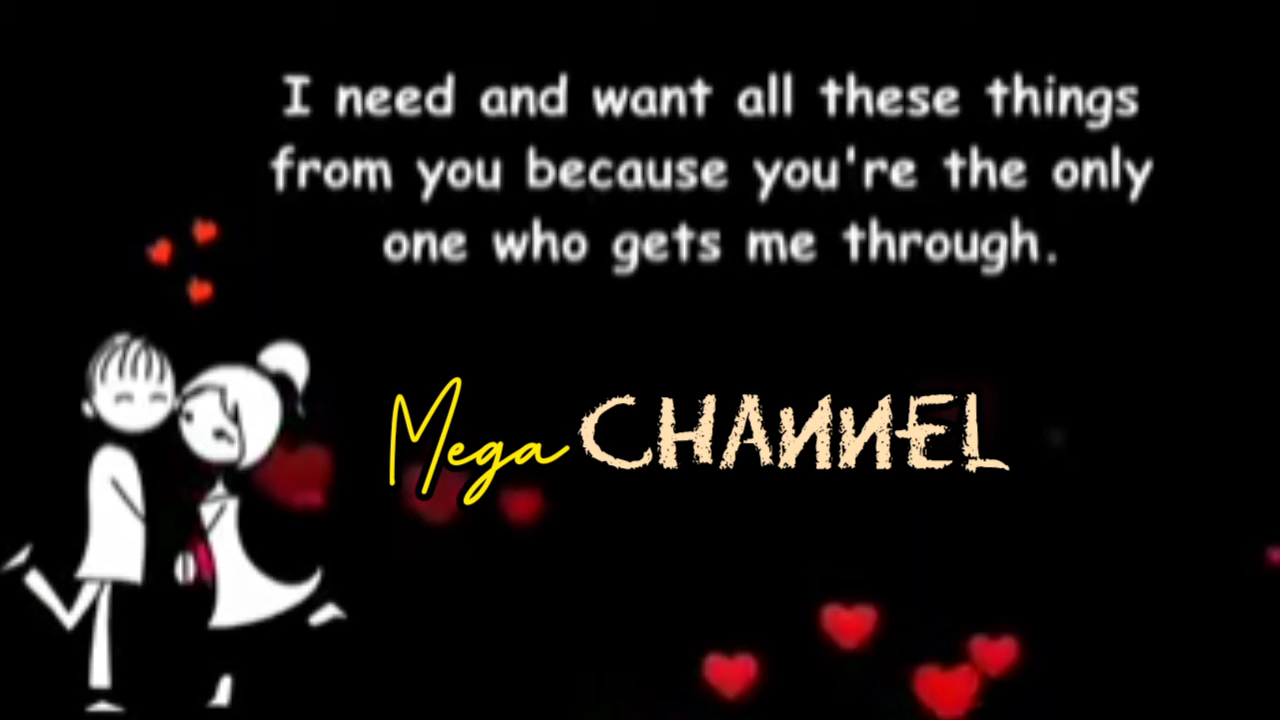 I need and want all these things
from you because you're the only
one who gets me through.
Mega CHANNEL